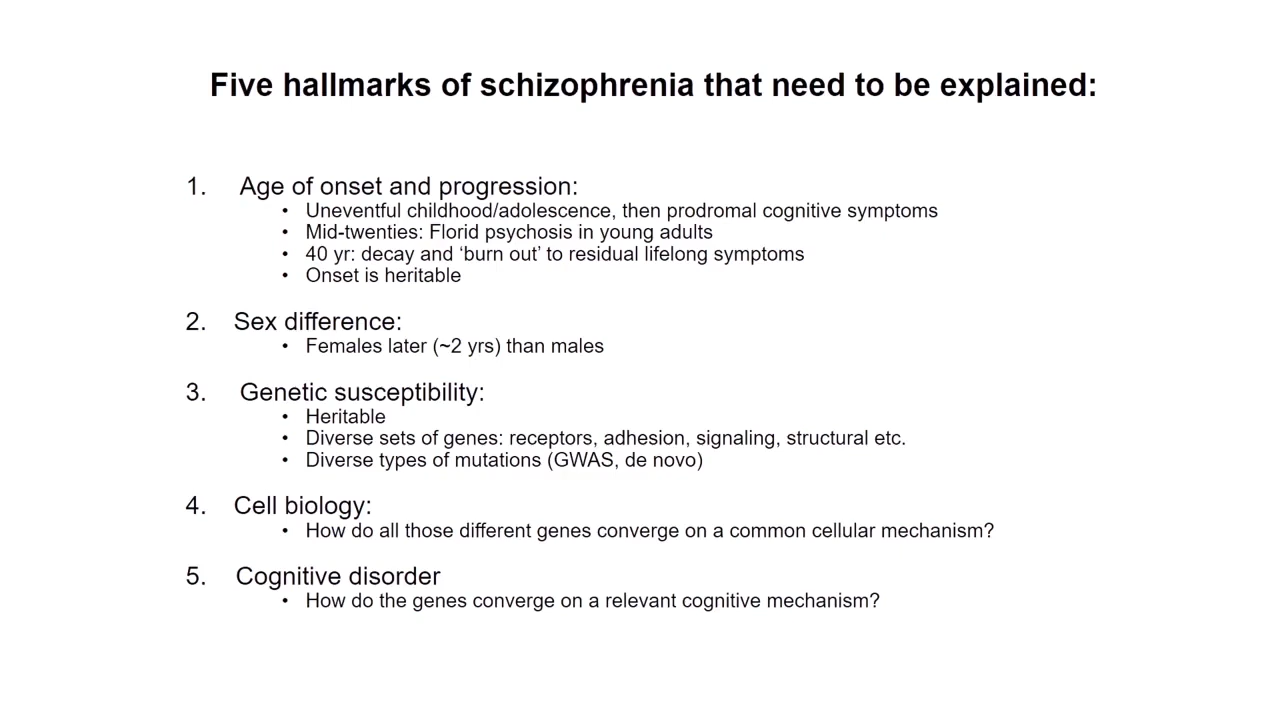 Five hallmarks of schizophrenia that need to be explained:
1. Age of onset and progression:
• Uneventful childhood/adolescence, then prodromal cognitive symptoms
• Mid-twenties: Florid psychosis in young adults
• 40 yr: decay and ‘burn out’ to residual lifelong symptoms
• Onset is heritable
2. Sex difference:
• Females later (~2 yrs) than males
3. Genetic susceptibility:
• Heritable
• Diverse sets of genes: receptors, adhesion, signaling, structural etc.
• Diverse types of mutations (GWAS, de novo)
4. Cell biology:
• How do all those different genes converge on a common cellular mechanism?
5. Cognitive disorder
• How do the genes converge on a relevant cognitive mechanism?